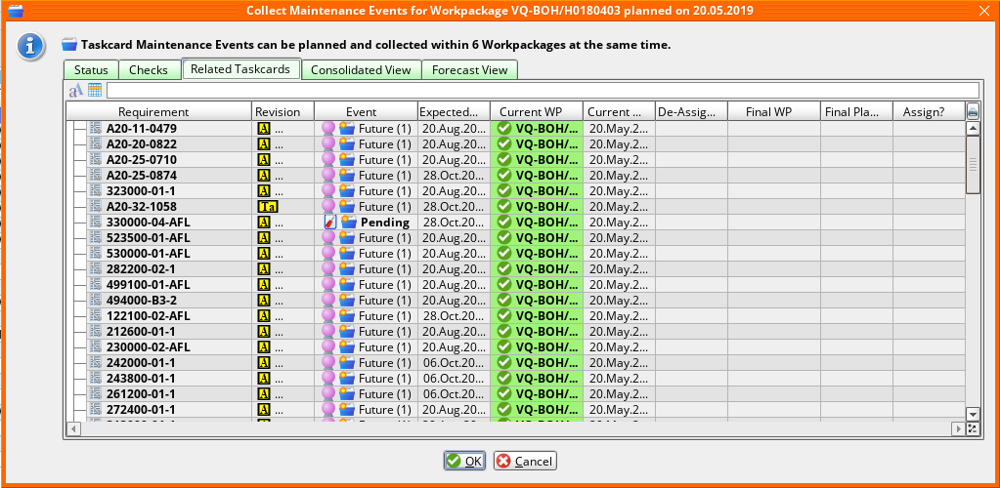 Collect Maintenance Events for Workpackage VQ-BOH/H0180403 planned on 20.05.2019
Taskcard Maintenance Events can be planned and collected within 6 Workpackages at the same time.
Status Checks Related Taskcards Consolidated View Forecast View
Requirement Revision Event Expected... Current WP Current ... De-Assig... Final WP Final Pla... Assign?
A20-11-0479 A ... Future (1) 20.Aug.20... VQ-BOH/... 20.May.2...
A20-20-0822 A ... Future (1) 20.Aug.20... VQ-BOH/... 20.May.2...
A20-25-0710 A ... Future (1) 20.Aug.20... VQ-BOH/... 20.May.2...
A20-25-0874 A ... Future (1) 28.Oct.20... VQ-BOH/... 20.May.2...
323000-01-1 A ... Future (1) 20.Aug.20... VQ-BOH/... 20.May.2...
A20-32-1058 Ta Future (1) 28.Oct.20... VQ-BOH/... 20.May.2...
330000-04-AFL A ... Pending 28.Oct.20... VQ-BOH/... 20.May.2...
523500-01-AFL A ... Future (1) 20.Aug.20... VQ-BOH/... 20.May.2...
530000-01-AFL A ... Future (1) 20.Aug.20... VQ-BOH/... 20.May.2...
282200-02-1 A ... Future (1) 20.Aug.20... VQ-BOH/... 20.May.2...
499100-01-AFL A ... Future (1) 20.Aug.20... VQ-BOH/... 20.May.2...
494000-B3-2 A ... Future (1) 20.Aug.20... VQ-BOH/... 20.May.2...
122100-02-AFL A ... Future (1) 28.Oct.20... VQ-BOH/... 20.May.2...
212600-01-1 A ... Future (1) 20.Aug.20... VQ-BOH/... 20.May.2...
230000-02-AFL A ... Future (1) 20.Aug.20... VQ-BOH/... 20.May.2...
242000-01-1 A ... Future (1) 06.Oct.20... VQ-BOH/... 20.May.2...
243800-01-1 A ... Future (1) 06.Oct.20... VQ-BOH/... 20.May.2...
261200-01-1 A ... Future (1) 06.Oct.20... VQ-BOH/... 20.May.2...
272400-01-1 A ... Future (1) 20.Aug.20... VQ-BOH/... 20.May.2...
OK Cancel